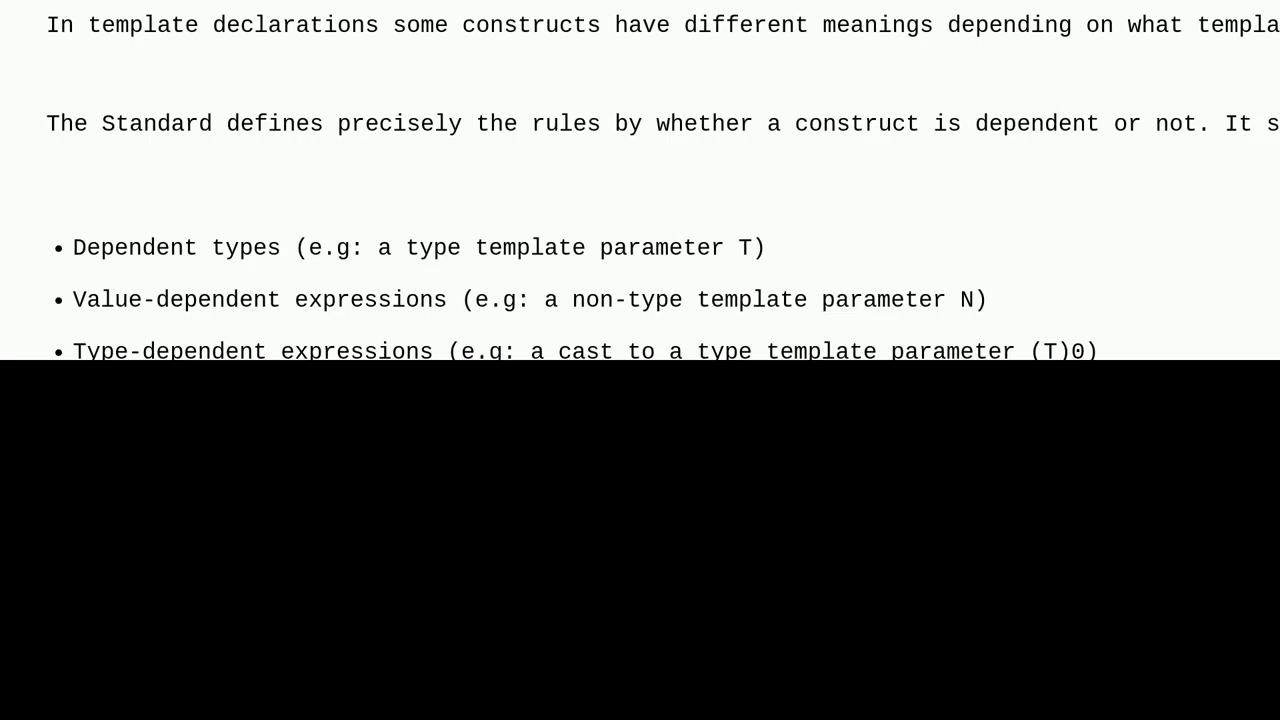 In template declarations some constructs have different meanings depending on what templa
The Standard defines precisely the rules by whether a construct is dependent or not. It s
• Dependent types (e.g: a type template parameter T)
• Value-dependent expressions (e.g: a non-type template parameter N)
• Type-dependent expressions (e.g: a cast to a type template parameter (T)0)